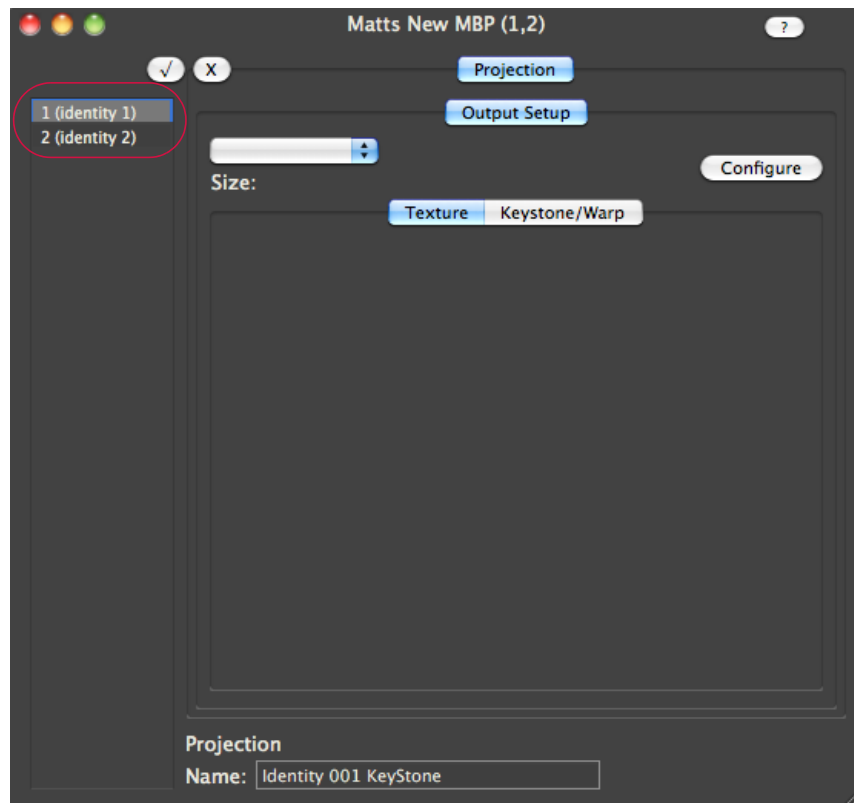 Matts New MBP (1,2)
?
√
X
Projection
1 (identity 1)
2 (identity 2)
Output Setup
Configure
Size:
Texture
Keystone/Warp
Projection
Name: Identity 001 KeyStone